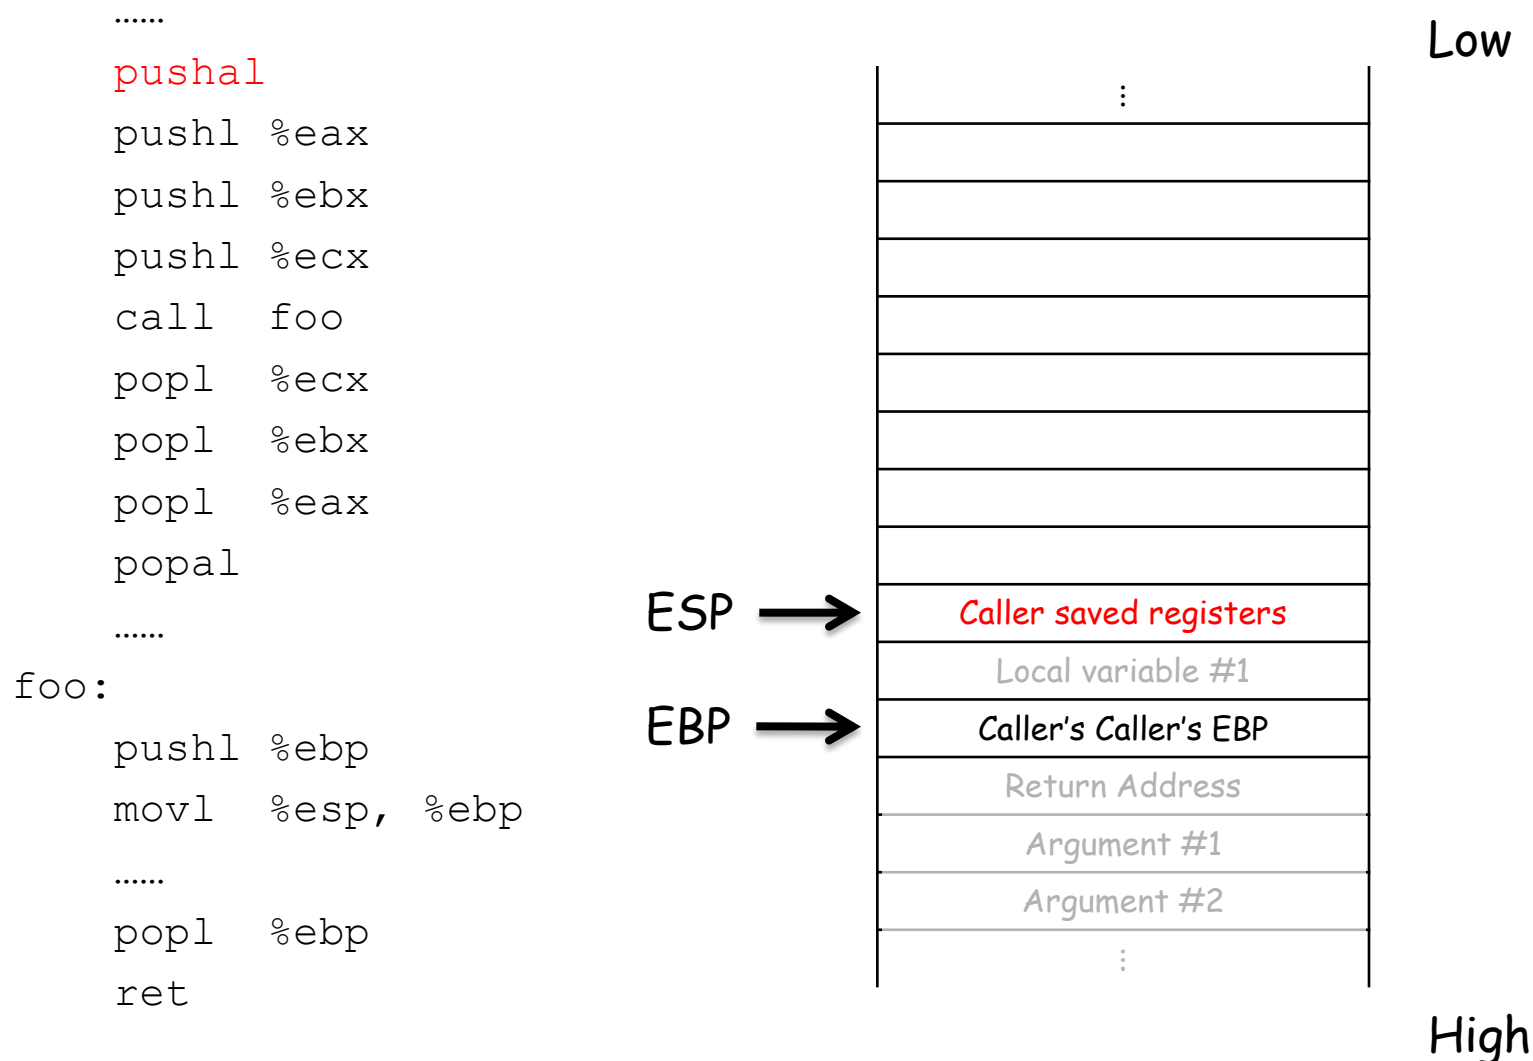 ……
pushal
pushl %eax
pushl %ebx
pushl %ecx
call foo
popl %ecx
popl %ebx
popl %eax
popal
……
foo:
pushl %ebp
movl %esp, %ebp
……
popl %ebp
ret
Low
⋮
ESP
Caller saved registers
Local variable #1
EBP
Caller's Caller's EBP
Return Address
Argument #1
Argument #2
⋮
High